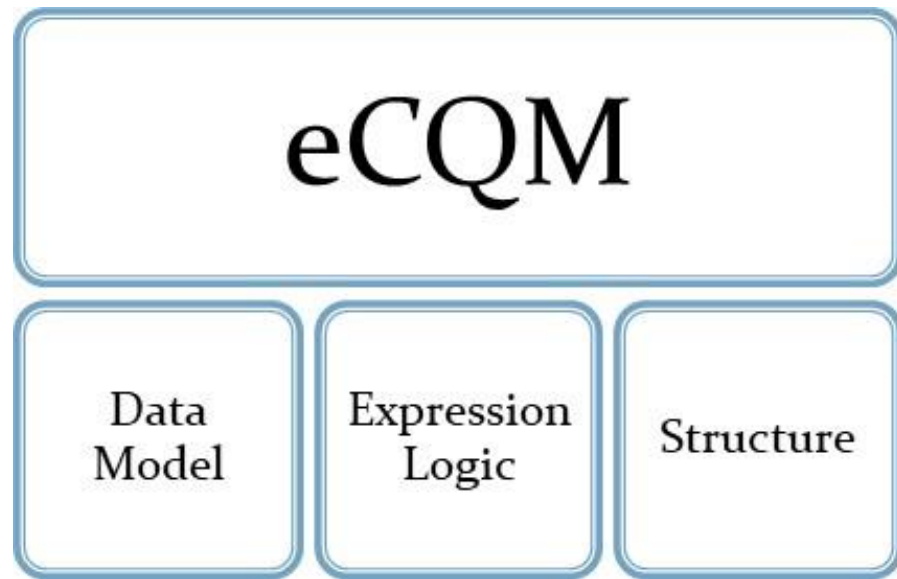 eCQM
Data
Model
Expression
Logic
Structure